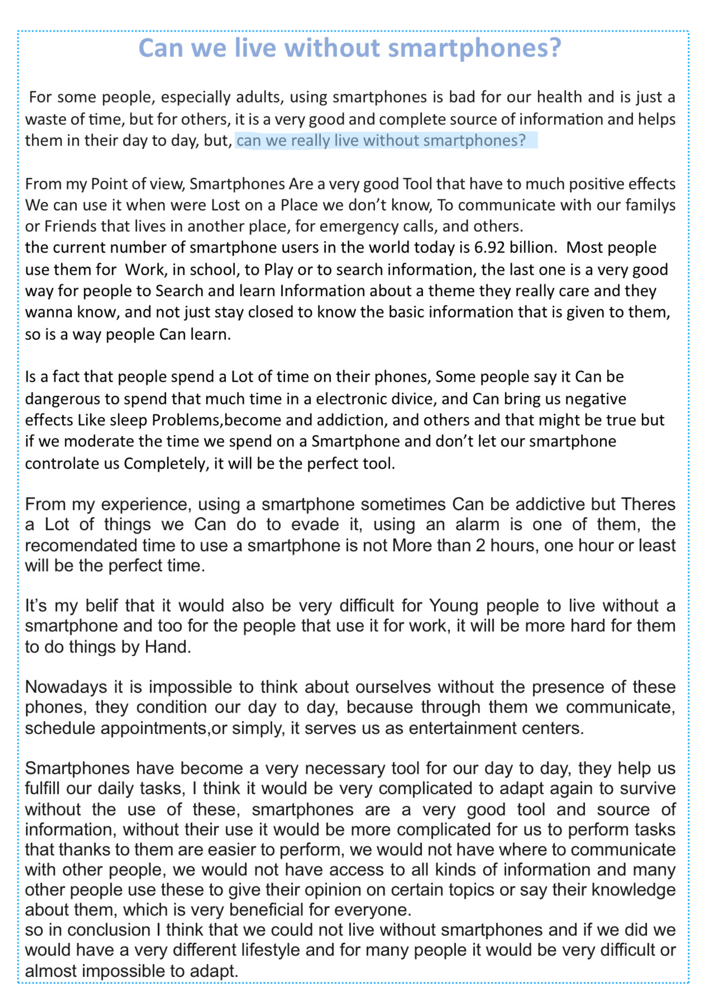 Can we live without smartphones?
For some people, especially adults, using smartphones is bad for our health and is just a
waste of time, but for others, it is a very good and complete source of information and helps
them in their day to day, but, can we really live without smartphones?
From my Point of view, Smartphones Are a very good Tool that have to much positive effects
We can use it when were Lost on a Place we don’t know, To communicate with our familys
or Friends that lives in another place, for emergency calls, and others.
the current number of smartphone users in the world today is 6.92 billion.  Most people
use them for  Work, in school, to Play or to search information, the last one is a very good
way for people to Search and learn Information about a theme they really care and they
wanna know, and not just stay closed to know the basic information that is given to them,
so is a way people Can learn.
Is a fact that people spend a Lot of time on their phones, Some people say it Can be
dangerous to spend that much time in a electronic divice, and Can bring us negative
effects Like sleep Problems,become and addiction, and others and that might be true but
if we moderate the time we spend on a Smartphone and don’t let our smartphone
controlate us Completely, it will be the perfect tool.
From my experience, using a smartphone sometimes Can be addictive but Theres
a Lot of things we Can do to evade it, using an alarm is one of them, the
recomendated time to use a smartphone is not More than 2 hours, one hour or least
will be the perfect time.
It’s my belif that it would also be very difficult for Young people to live without a
smartphone and too for the people that use it for work, it will be more hard for them
to do things by Hand.
Nowadays it is impossible to think about ourselves without the presence of these
phones, they condition our day to day, because through them we communicate,
schedule appointments,or simply, it serves us as entertainment centers.
Smartphones have become a very necessary tool for our day to day, they help us
fulfill our daily tasks, I think it would be very complicated to adapt again to survive
without the use of these, smartphones are a very good tool and source of
information, without their use it would be more complicated for us to perform tasks
that thanks to them are easier to perform, we would not have where to communicate
with other people, we would not have access to all kinds of information and many
other people use these to give their opinion on certain topics or say their knowledge
about them, which is very beneficial for everyone.
so in conclusion I think that we could not live without smartphones and if we did we
would have a very different lifestyle and for many people it would be very difficult or
almost impossible to adapt.